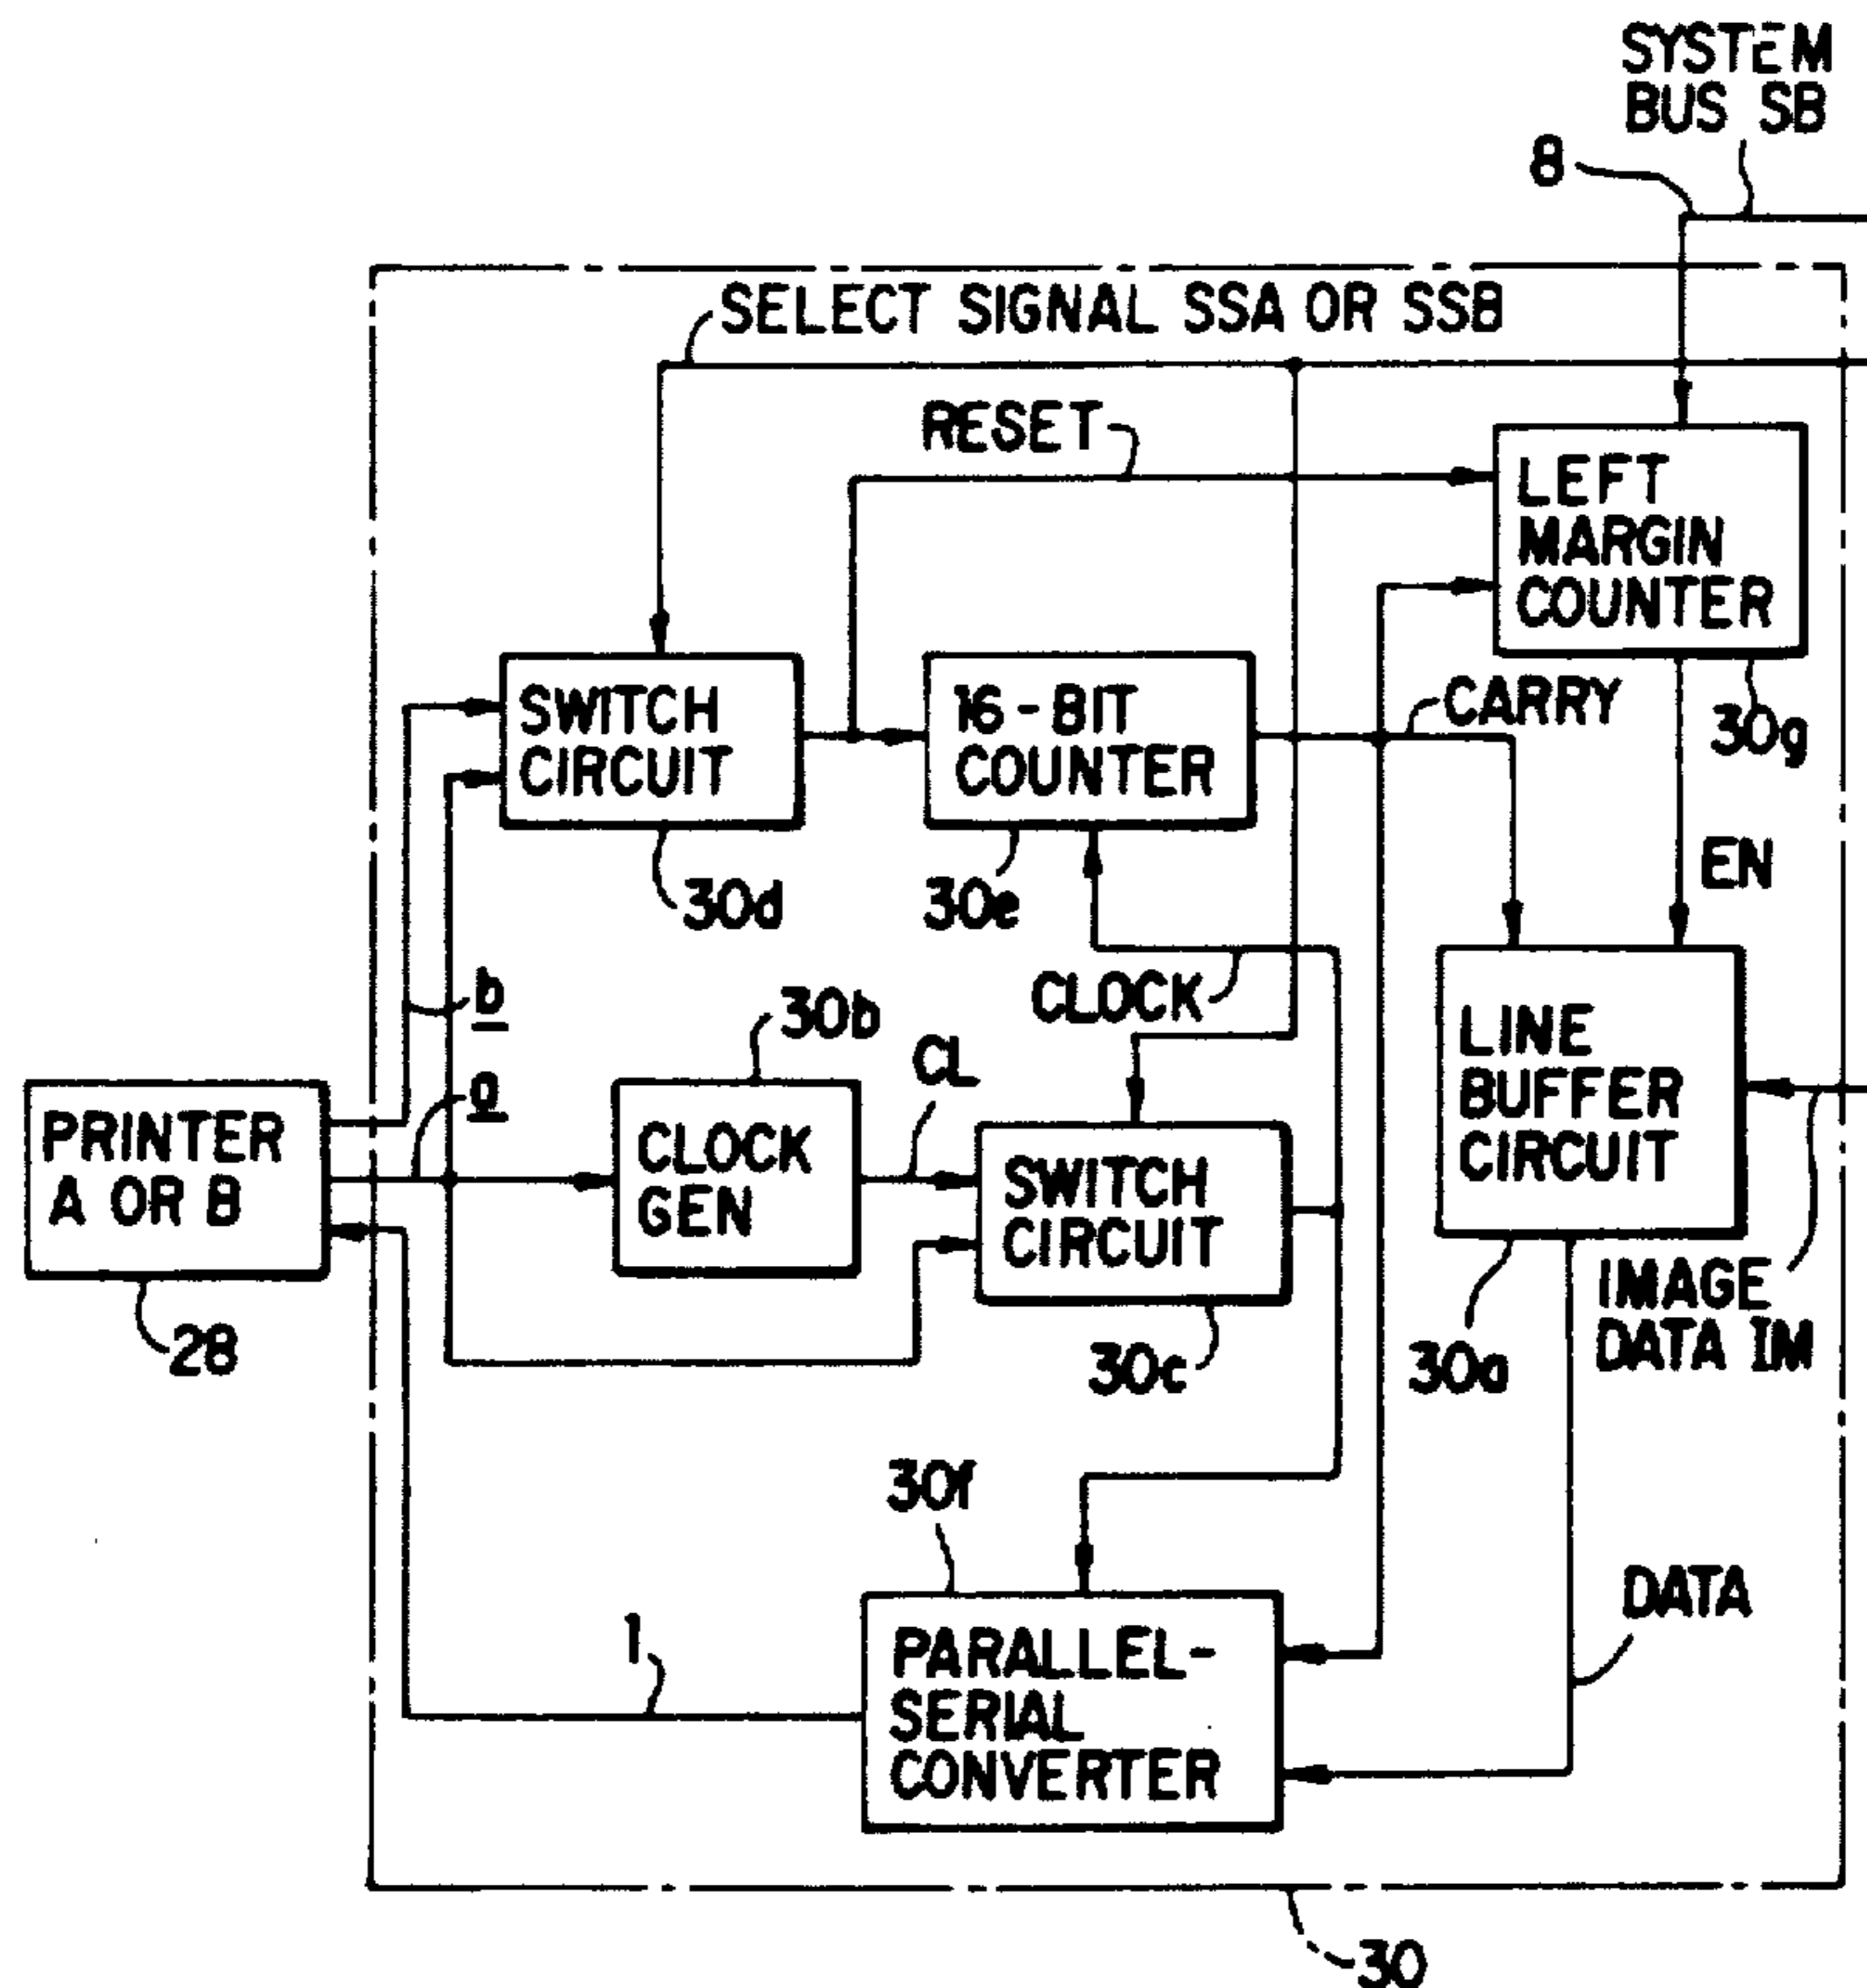 SYSTEM
BUS SB
8
SELECT SIGNAL SSA OR SSB
RESET
LEFT
MARGIN
COUNTER
30g
SWITCH
CIRCUIT
30d
16-BIT
COUNTER
30e
CARRY
EN
b
a
30b
CLOCK
CL
PRINTER
A OR B
28
CLOCK
GEN
SWITCH
CIRCUIT
30c
LINE
BUFFER
CIRCUIT
30a
IMAGE
DATA IM
30f
1
PARALLEL-
SERIAL
CONVERTER
DATA
30